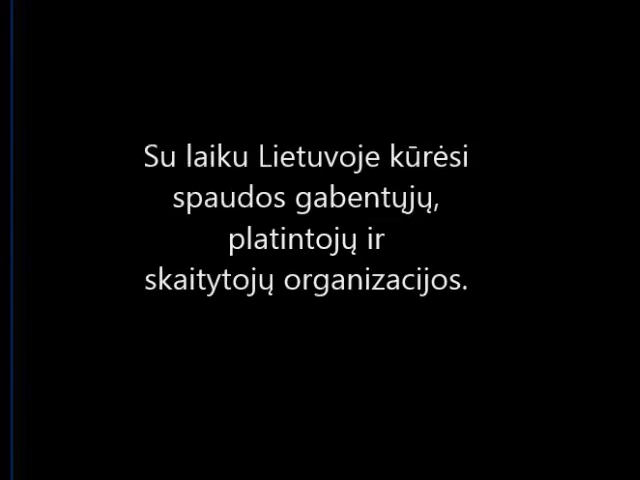 Su laiku Lietuvoje kūrėsi
spaudos gabentųjų,
platintojų ir
skaitytojų organizacijos.